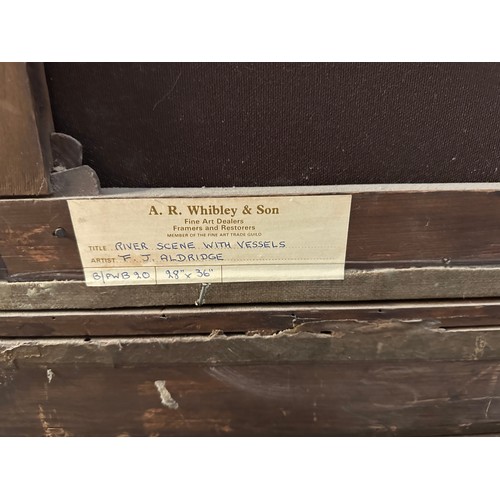 A. R. Whibley & Son
Fine Art Dealers
Framers and Restorers
MEMBER OF THE FINE ART TRADE GUILD
TITLE RIVER SCENE WITH VESSELS
ARTIST F. J. ALDRIDGE
B/PWB 20 28" x 36"